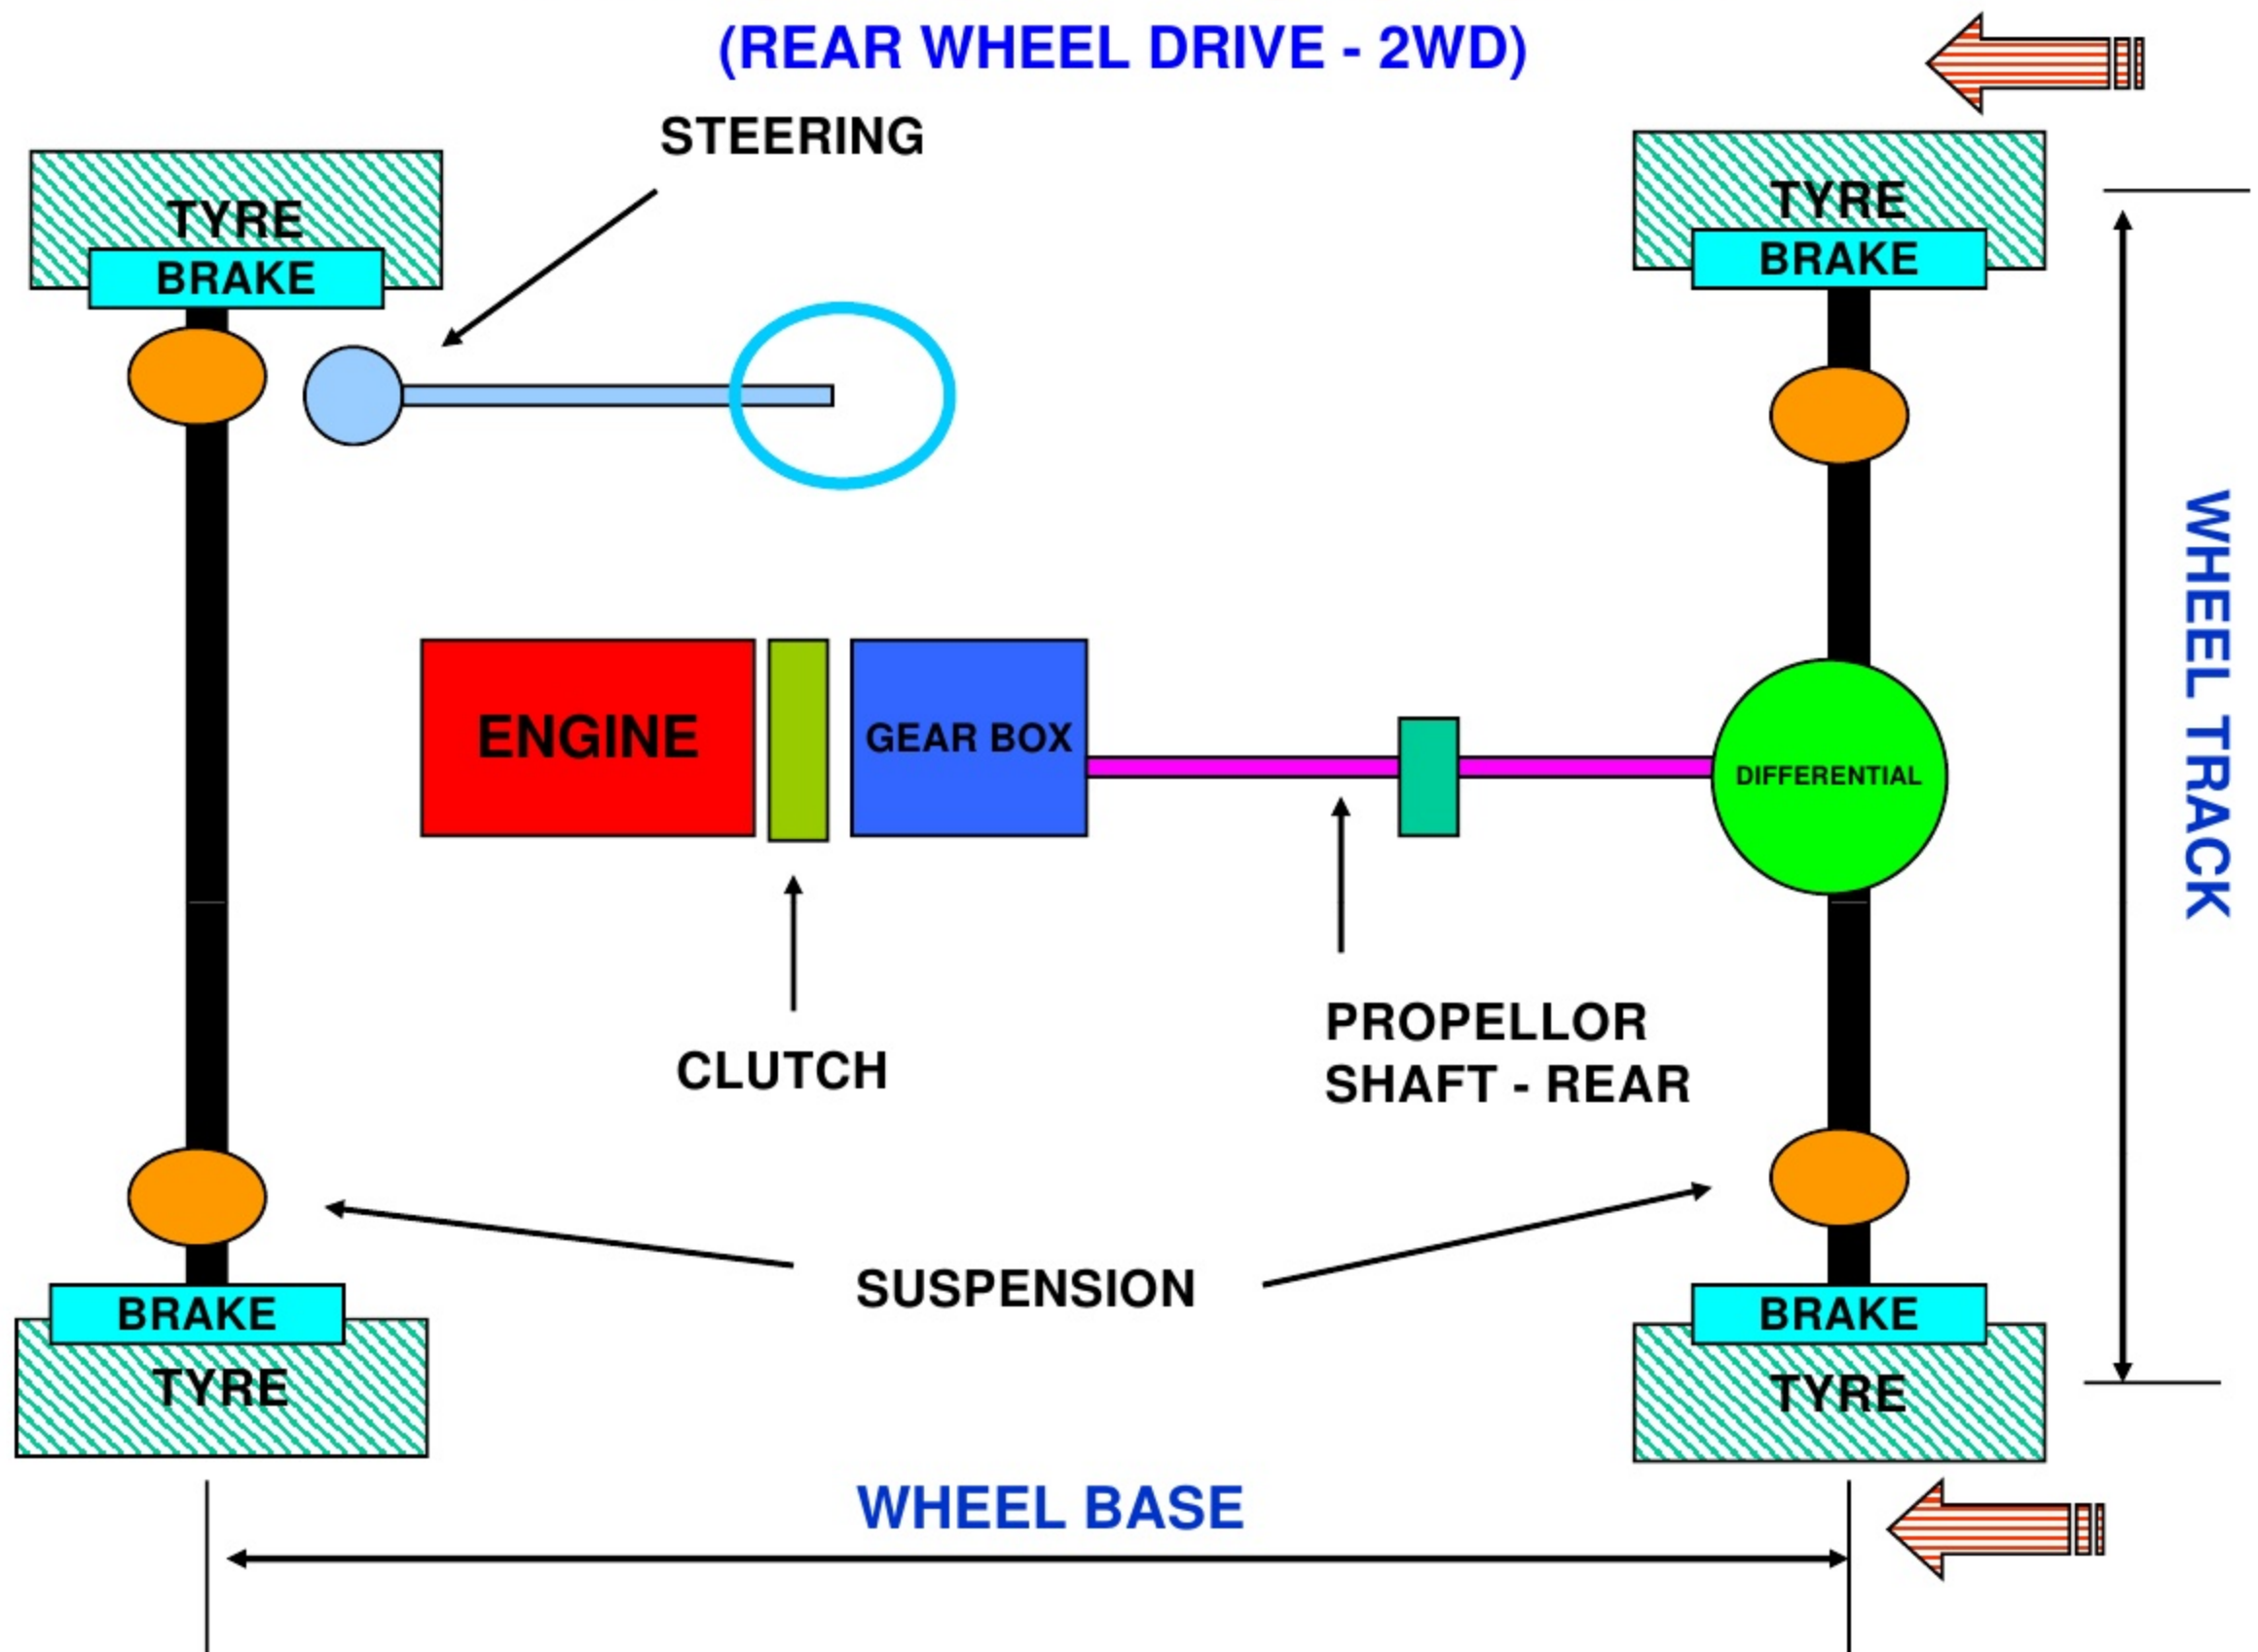 (REAR WHEEL DRIVE - 2WD)
STEERING
TYRE
BRAKE
TYRE
BRAKE
WHEEL TRACK
ENGINE
GEAR BOX
DIFFERENTIAL
CLUTCH
PROPELLOR
SHAFT - REAR
SUSPENSION
BRAKE
TYRE
BRAKE
TYRE
WHEEL BASE